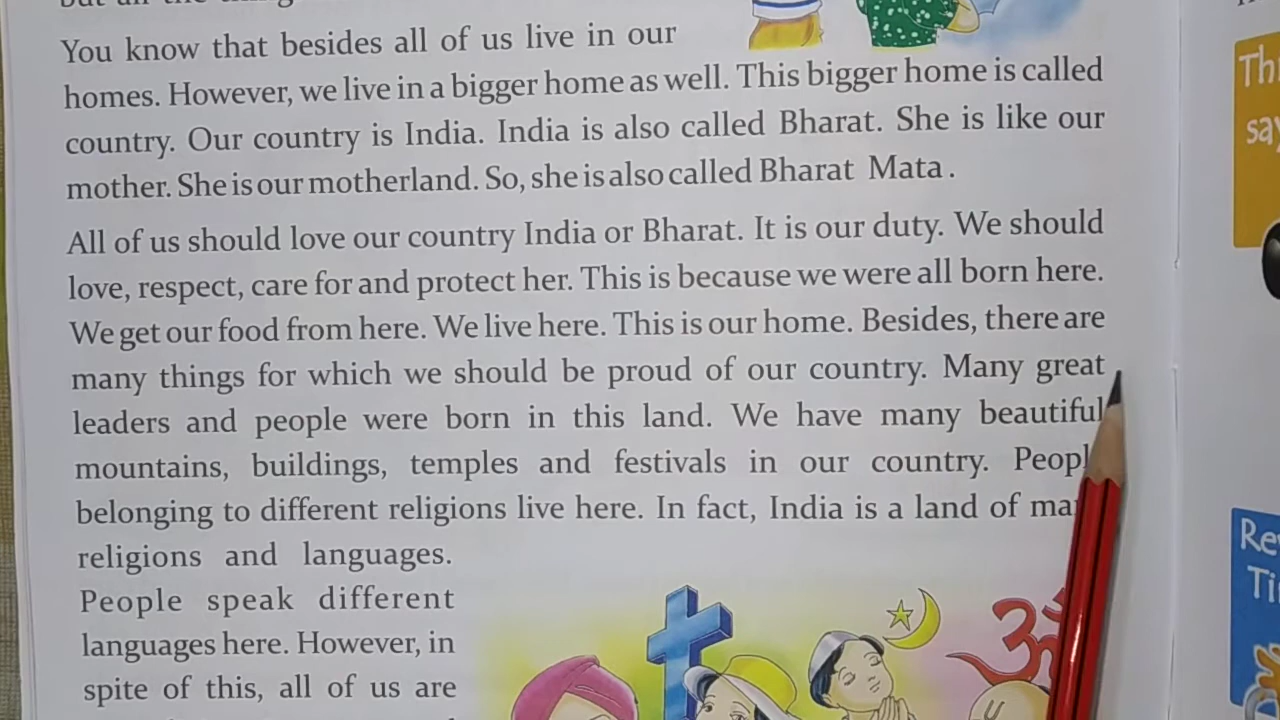 You know that besides all of us live in our
homes. However, we live in a bigger home as well. This bigger home is called
country. Our country is India. India is also called Bharat. She is like our
mother. She is our motherland. So, she is also called Bharat Mata .
All of us should love our country India or Bharat. It is our duty. We should
love, respect, care for and protect her. This is because we were all born here.
We get our food from here. We live here. This is our home. Besides, there are
many things for which we should be proud of our country. Many great
leaders and people were born in this land. We have many beautiful
mountains, buildings, temples and festivals in our country.
belonging to different religions live here. In fact, India is a land of
religions and languages.
People speak different
languages here. However, in
spite of this, all of us are